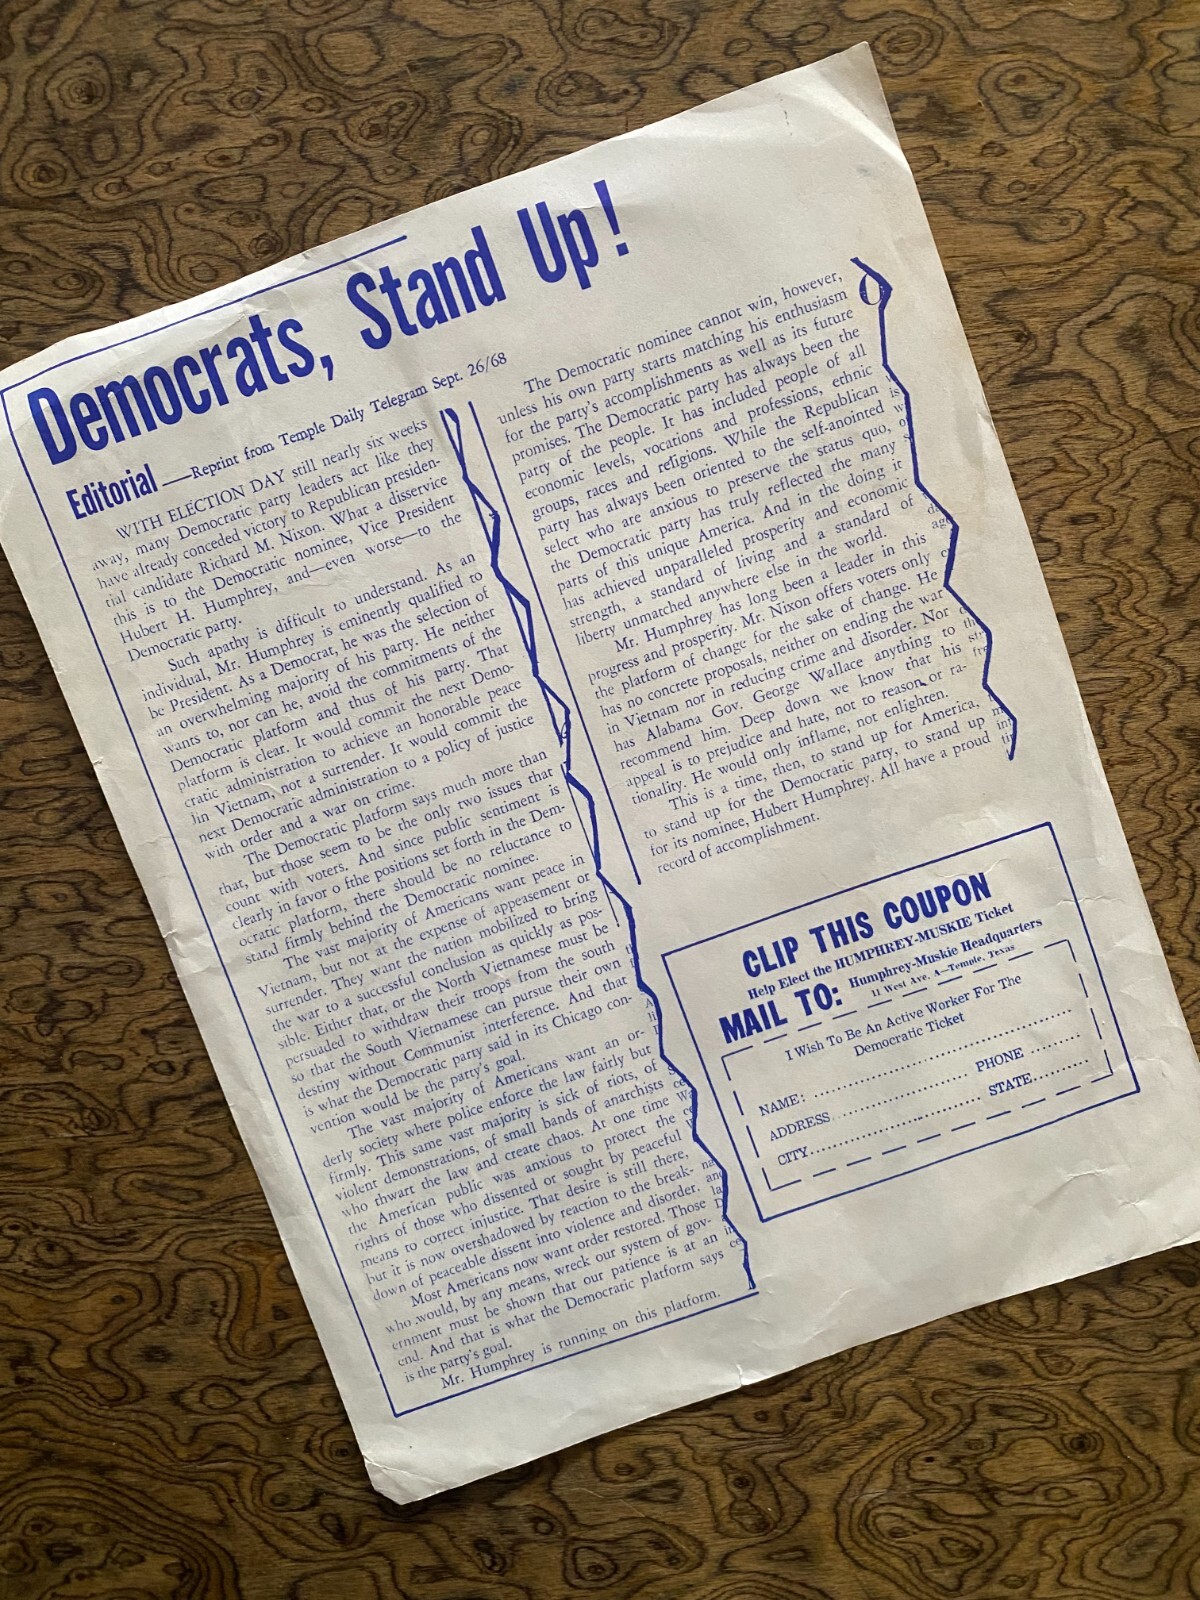 Democrats, Stand Up!
Editorial —Reprint from Temple Daily Telegram Sept. 26/68
WITH ELECTION DAY still nearly six weeks
away, many Democratic party leaders act like they
have already conceded victory to Republican presiden-
tial candidate Richard M. Nixon. What a disservice
this is to the Democratic nominee, Vice President
Hubert H. Humphrey, and—even worse—to the
Democratic party.
Such apathy is difficult to understand. As an
individual, Mr. Humphrey is eminently qualified to
be President. As a Democrat, he was the selection of
an overwhelming majority of his party. He neither
wants to, nor can he, avoid the commitments of the
Democratic platform and thus of his party. That
platform is clear. It would commit the next Demo-
cratic administration to achieve an honorable peace
lin Vietnam, not a surrender. It would commit the
next Democratic administration to a policy of justice
with order and a war on crime.
The Democratic platform says much more than
that, but those seem to be the only two issues that
count with voters. And since public sentiment is
clearly in favor o fthe positions set forth in the Dem-
ocratic platform, there should be no reluctance to
stand firmly behind the Democratic nominee.
The vast majority of Americans want peace in
Vietnam, but not at the expense of appeasement or
surrender. They want the nation mobilized to bring
the war to a successful conclusion as quickly as pos-
sible. Either that, or the North Vietnamese must be
persuaded to withdraw their troops from the south
so that the South Vietnamese can pursue their own
destiny without Communist interference. And that
is what the Democratic party said in its Chicago con-
vention would be the party's goal.
The vast majority of Americans want an or-
derly society where police enforce the law fairly but
firmly. This same vast majority is sick of riots, of
violent demonstrations, of small bands of anarchists
who thwart the law and create chaos. At one time
the American public was anxious to protect the
rights of those who dissented or sought by peaceful
means to correct injustice. That desire is still there,
but it is now overshadowed by reaction to the break-
down of peaceable dissent into violence and disorder.
Most Americans now want order restored. Those
who would, by any means, wreck our system of gov-
ernment must be shown that our patience is at an
end. And that is what the Democratic platform says
is the party's goal.
Mr. Humphrey is running on this platform.
The Democratic nominee cannot win, however,
unless his own party starts matching his enthusiasm
for the party's accomplishments as well as its future
promises. The Democratic party has always been the
party of the people. It has included people of all
economic levels, vocations and professions, ethnic
groups, races and religions. While the Republican
party has always been oriented to the self-anointed
select who are anxious to preserve the status quo,
the Democratic party has truly reflected the many
parts of this unique America. And in the doing it
has achieved unparalleled prosperity and economic
strength, a standard of living and a standard of
liberty unmatched anywhere else in the world.
Mr. Humphrey has long been a leader in this
progress and prosperity. Mr. Nixon offers voters only
the platform of change for the sake of change. He
has no concrete proposals, neither on ending the war
in Vietnam nor in reducing crime and disorder. Nor
has Alabama Gov. George Wallace anything to
recommend him. Deep down we know that his
appeal is to prejudice and hate, not to reason or ra-
tionality. He would only inflame, not enlighten.
This is a time, then, to stand up for America,
to stand up for the Democratic party, to stand up
for its nominee, Hubert Humphrey. All have a proud
record of accomplishment.
CLIP THIS COUPON
Help Elect the HUMPHREY-MUSKIE Ticket
MAIL TO: Humphrey-Muskie Headquarters
11 West Ave. A—Temple, Texas
I Wish To Be An Active Worker For The
Democratic Ticket
NAME:
ADDRESS PHONE
CITY STATE